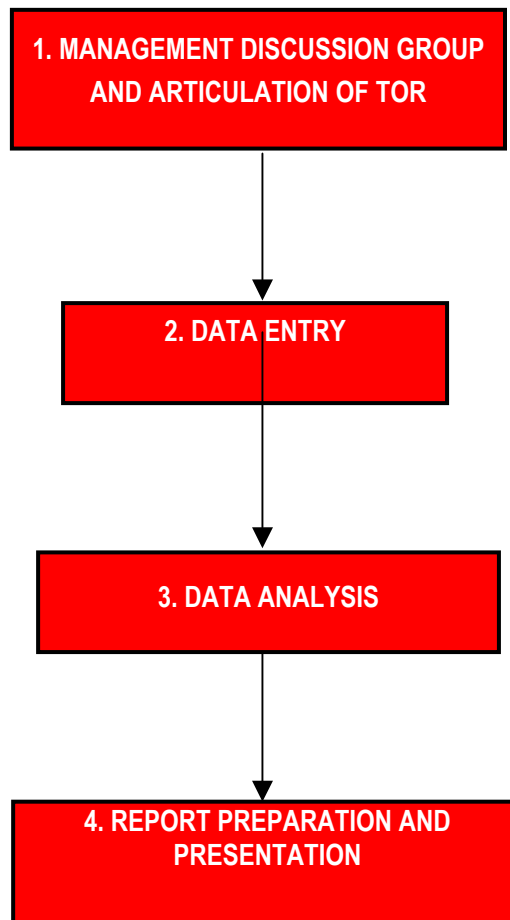 1. MANAGEMENT DISCUSSION GROUP
AND ARTICULATION OF TOR
2. DATA ENTRY
3. DATA ANALYSIS
4. REPORT PREPARATION AND
PRESENTATION